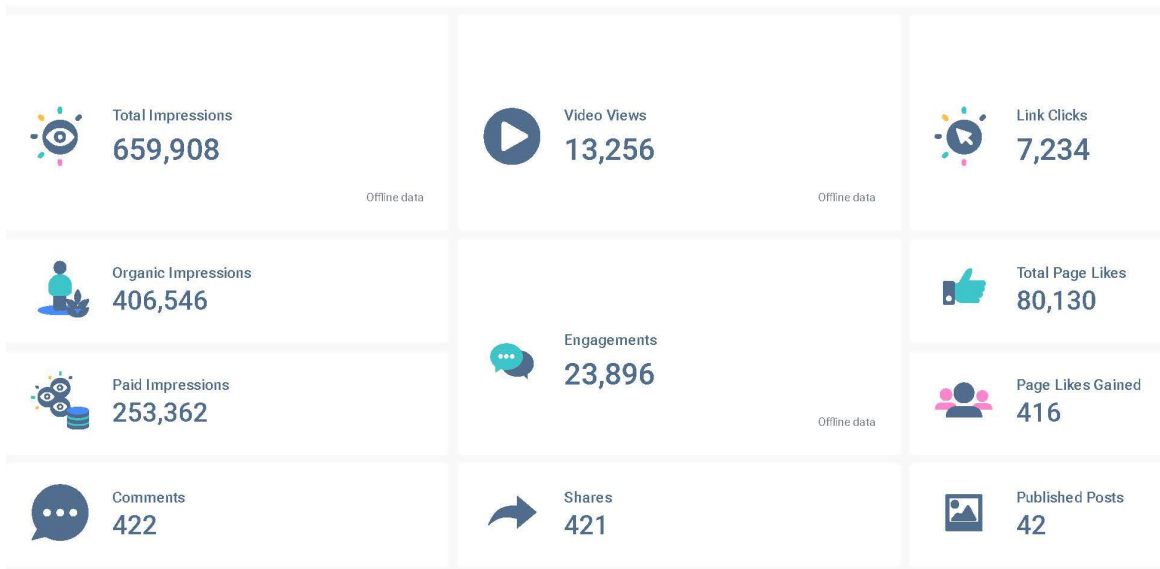 Total Impressions
659,908
Offline data
Video Views
13,256
Offline data
Link Clicks
7,234
Organic Impressions
406,546
Engagements
23,896
Offline data
Total Page Likes
80,130
Paid Impressions
253,362
Page Likes Gained
416
Comments
422
Shares
421
Published Posts
42